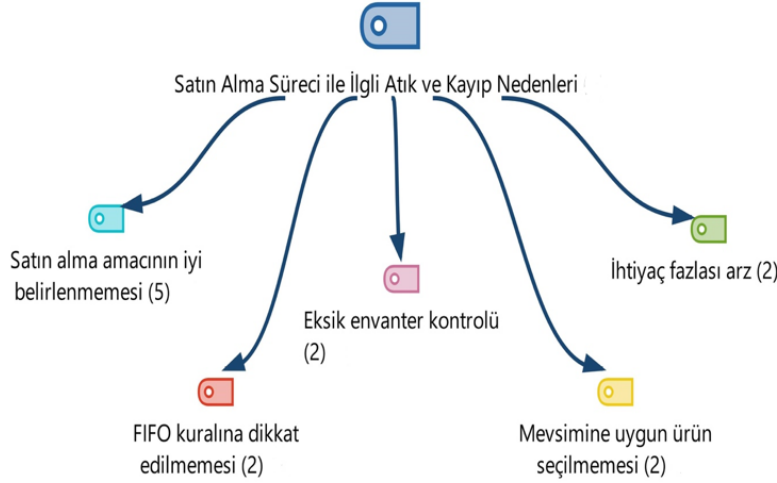 Satın Alma Süreci ile İlgli Atık ve Kayıp Nedenleri
Satın alma amacının iyi
belirlenmemesi (5)
İhtiyaç fazlası arz (2)
Eksik envanter kontrolü
(2)
FIFO kuralına dikkat
edilmemesi (2)
Mevsimine uygun ürün
seçilmemesi (2)